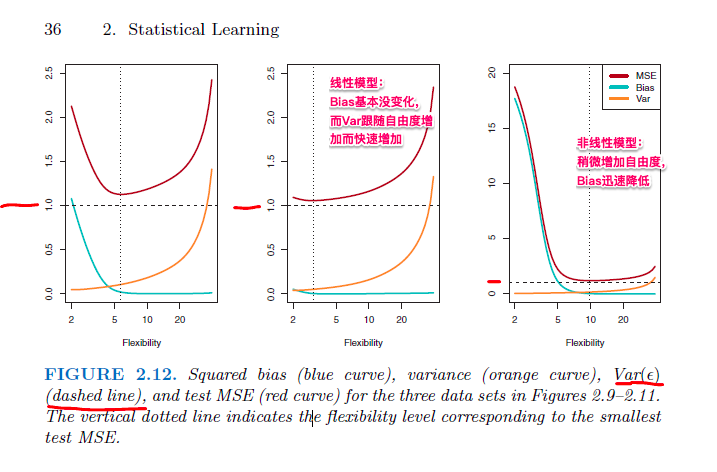 36 2. Statistical Learning
2.5
2.0
1.5
1.0
0.5
0.0
2 5 10 20
Flexibility
2.5
2.0
1.5
1.0
0.5
0.0
线性模型：
Bias基本没变化，
而Var跟随自由度增
加而快速增加
2 5 10 20
Flexibility
20
15
10
5
0
MSE
Bias
Var
非线性模型：
稍微增加自由度，
Bias迅速降低
2 5 10 20
Flexibility
FIGURE 2.12. Squared bias (blue curve), variance (orange curve), Var(ϵ)
(dashed line), and test MSE (red curve) for the three data sets in Figures 2.9–2.11.
The vertical dotted line indicates the flexibility level corresponding to the smallest
test MSE.